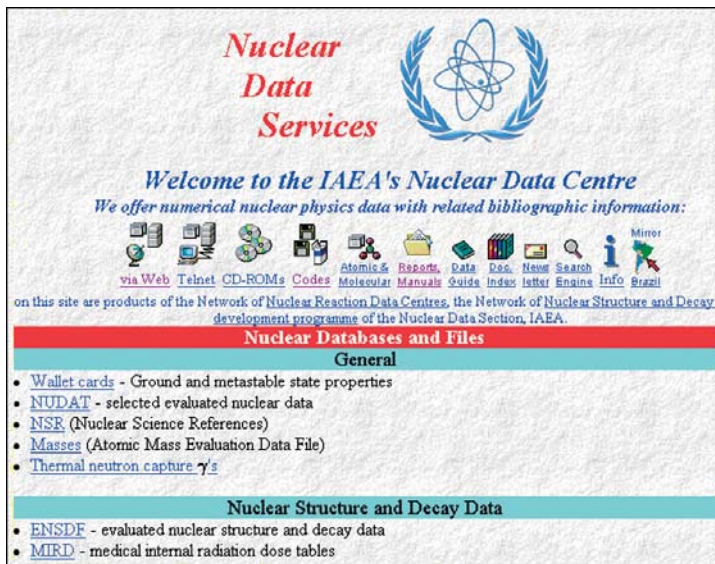 Nuclear
Data
Services
Welcome to the IAEA's Nuclear Data Centre
We offer numerical nuclear physics data with related bibliographic information:
Mirror
via Web Telnet CD-ROMs Codes Atomic & Molecular Reports, Manuals Data Guide Doc. Index News letter Search Engine Info Brazil
on this site are products of the Network of Nuclear Reaction Data Centres, the Network of Nuclear Structure and Decay
development programme of the Nuclear Data Section, IAEA.
Nuclear Databases and Files
General
• Wallet cards - Ground and metastable state properties
• NUDAT - selected evaluated nuclear data
• NSR (Nuclear Science References)
• Masses (Atomic Mass Evaluation Data File)
• Thermal neutron capture γ's
Nuclear Structure and Decay Data
• ENSDF - evaluated nuclear structure and decay data
• MIRD - medical internal radiation dose tables